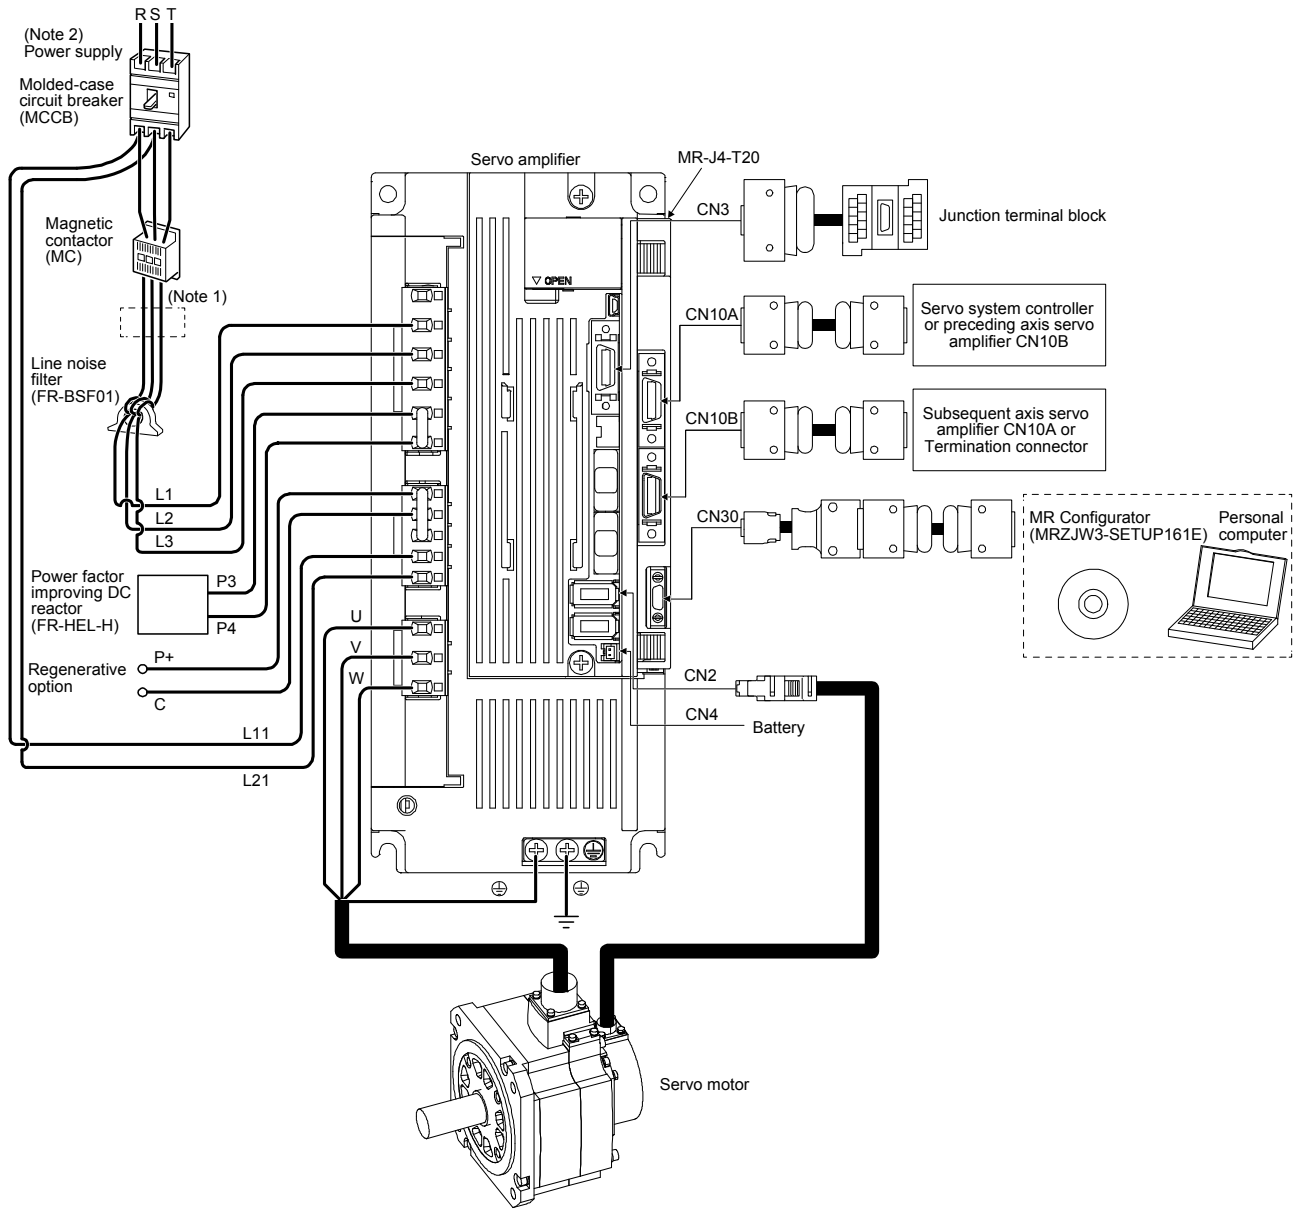 R S T
(Note 2)
Power supply
Molded-case
circuit breaker
(MCCB)
Servo amplifier
MR-J4-T20
CN3
Junction terminal block
Magnetic
contactor
(MC)
▽ OPEN
(Note 1)
CN10A
Servo system controller
or preceding axis servo
amplifier CN10B
Line noise
filter
(FR-BSF01)
CN10B
Subsequent axis servo
amplifier CN10A or
Termination connector
L1
L2
L3
CN30
MR Configurator
(MRZJW3-SETUP161E)
Personal
computer
Power factor
improving DC
reactor
(FR-HEL-H)
P3
P4
U
V
W
Regenerative
option
P+
C
CN2
CN4
Battery
L11
L21
Servo motor